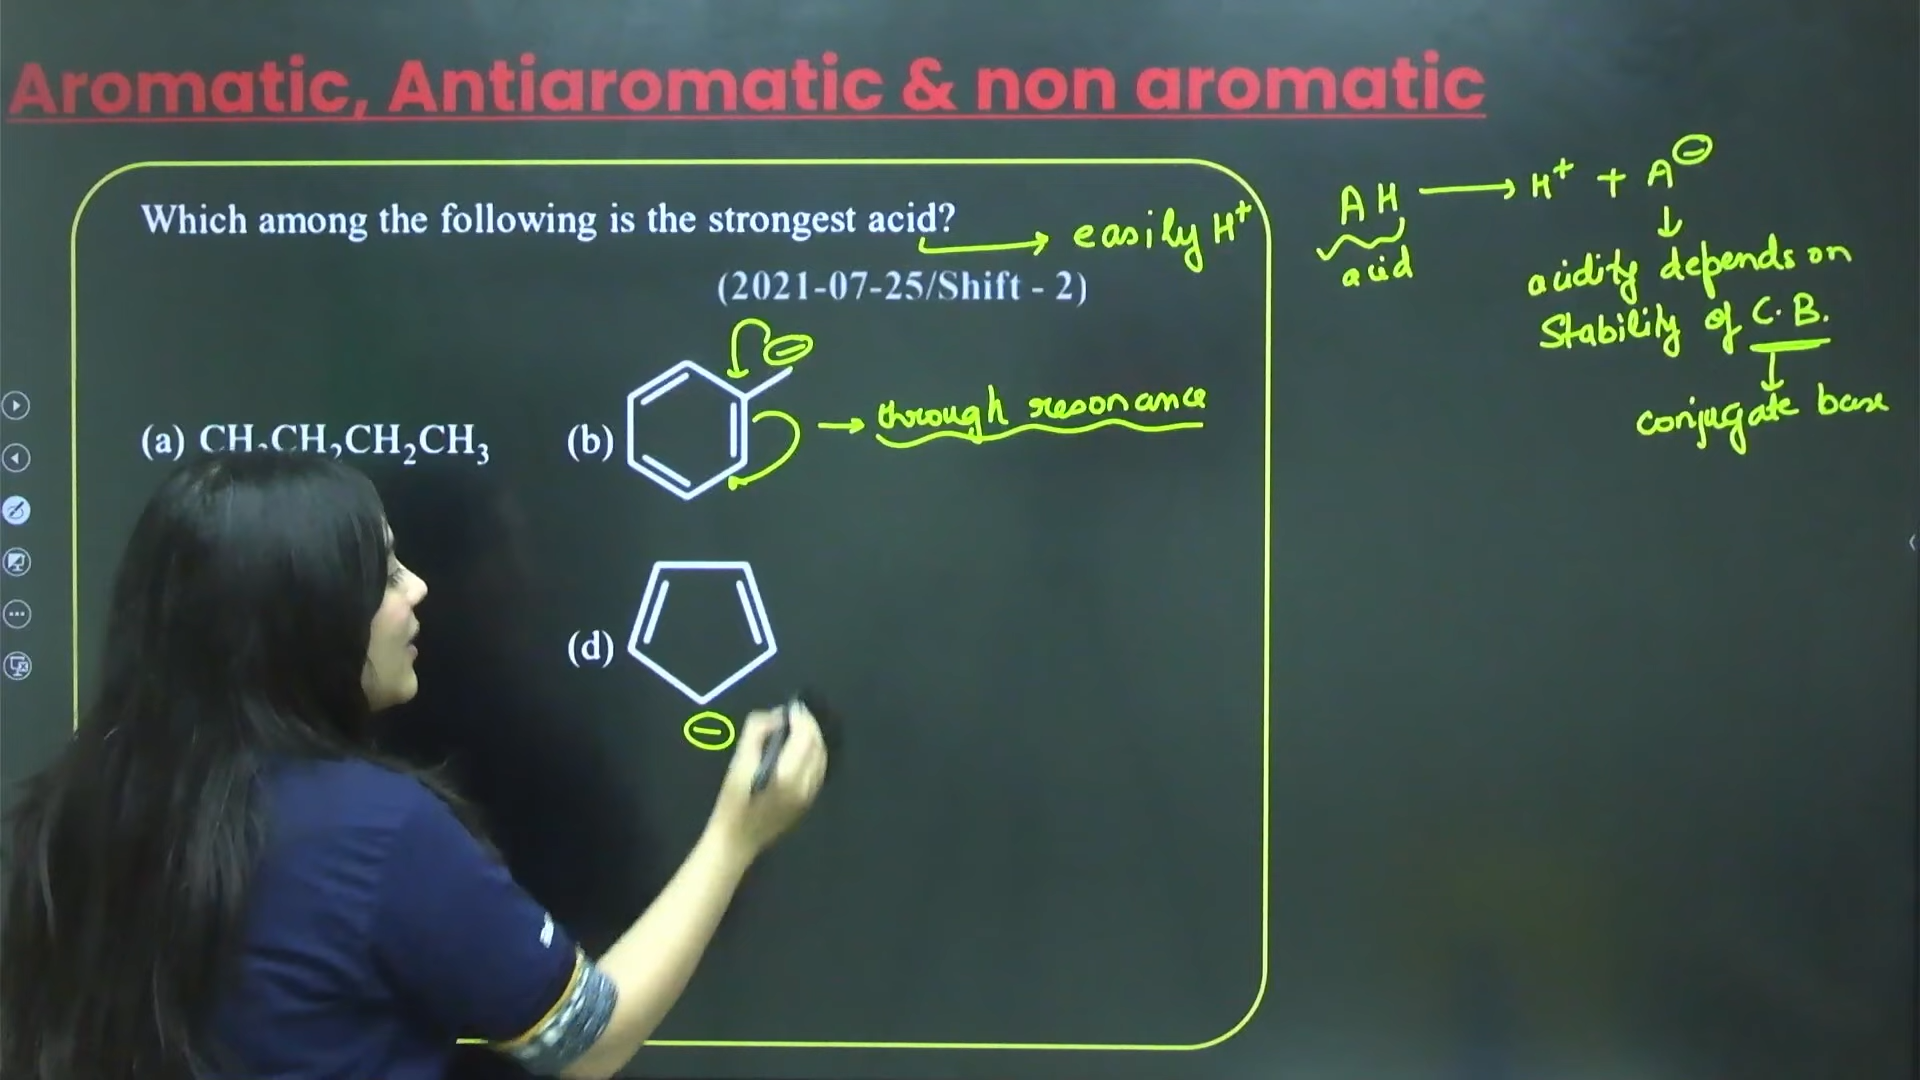 Aromatic, Antiaromatic & non aromatic
Which among the following is the strongest acid?
→ easily H⁺
(2021-07-25/Shift - 2)
(a) CH₃CH₂CH₂CH₃
(b)
⊖
→ through resonance
(d)
⊖
AH → H⁺ + A⊖
acid
↓
acidity depends on
Stability of C.B.
↓
conjugate base